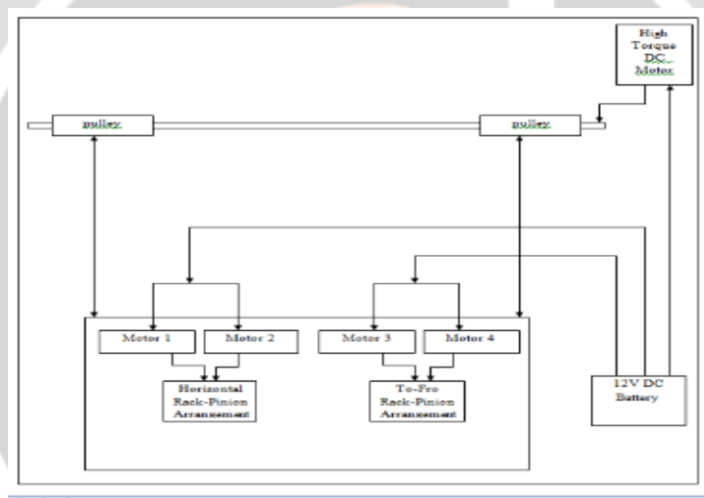 High
Torque
DC
Motor
pulley
pulley
Motor 1
Motor 2
Motor 3
Motor 4
Horizontal
Rack-Pinion
Arrangement
To-Fro
Rack-Pinion
Arrangement
12V DC
Battery